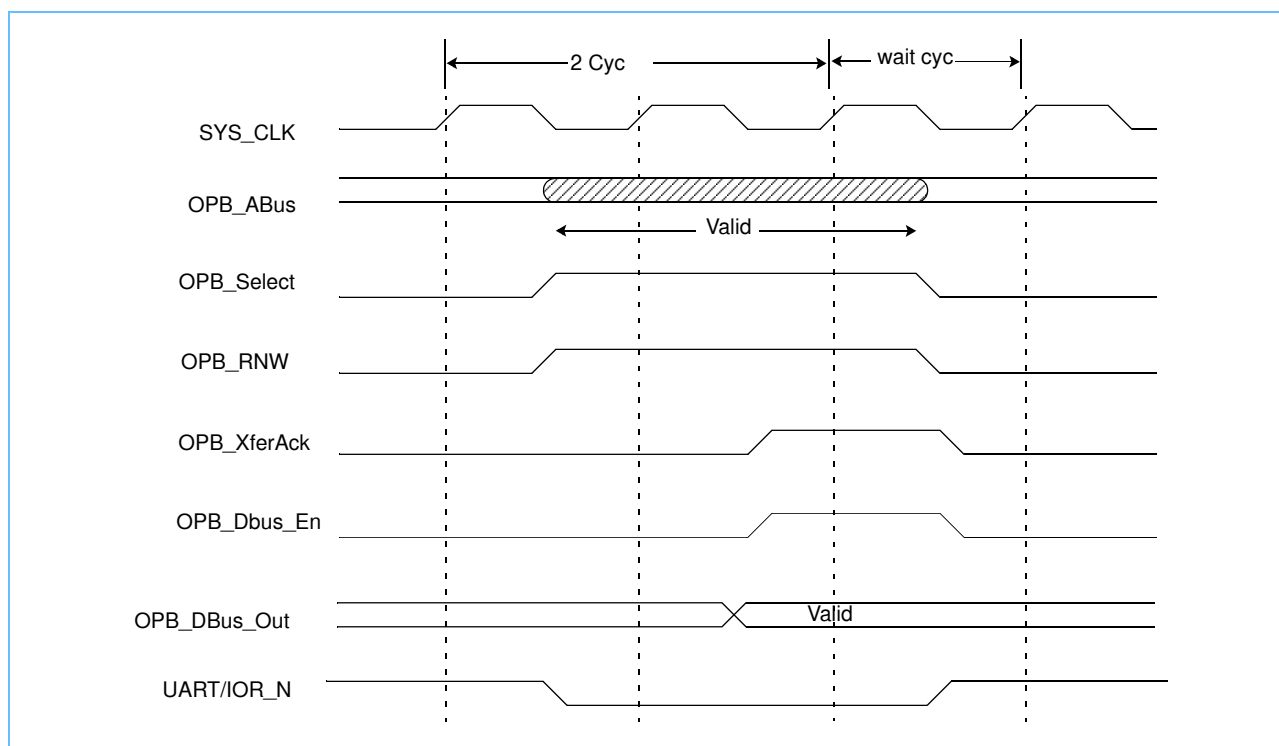 2 Cyc
wait cyc
SYS_CLK
OPB_ABus
Valid
OPB_Select
OPB_RNW
OPB_XferAck
OPB_Dbus_En
OPB_DBus_Out
Valid
UART/IOR_N